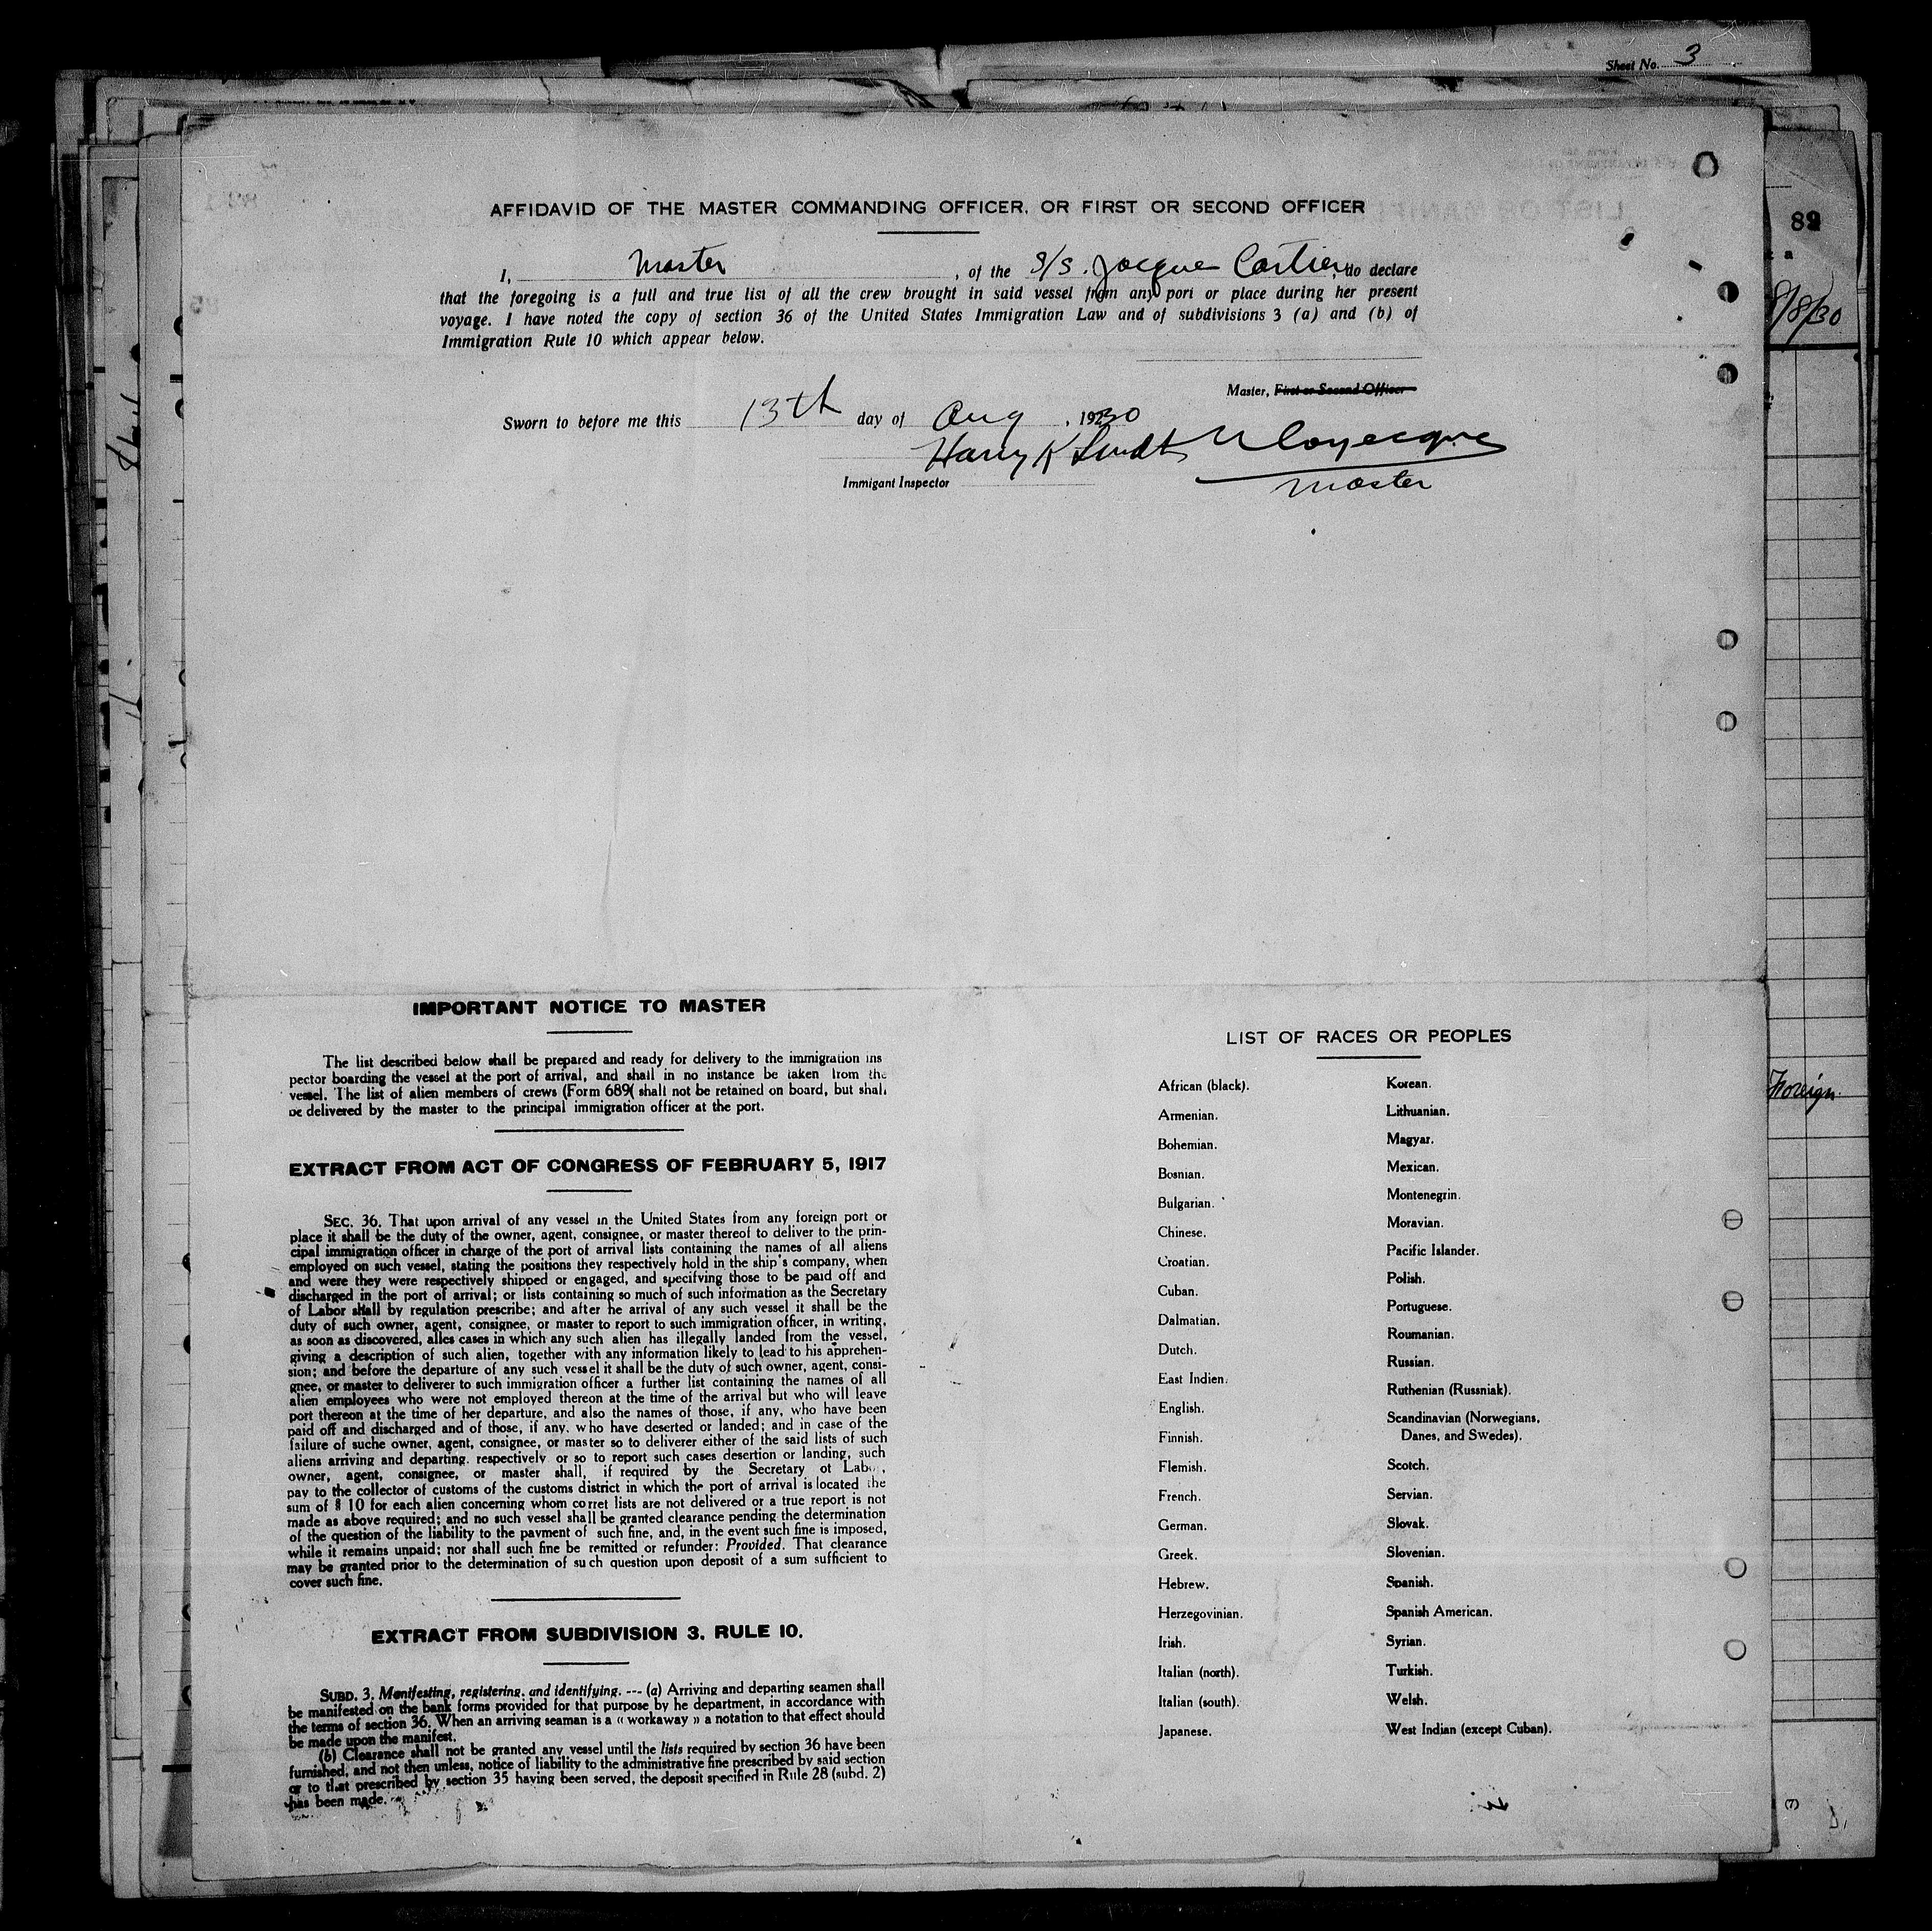 Sheet No. 3
AFFIDAVID OF THE MASTER COMMANDING OFFICER, OR FIRST OR SECOND OFFICER
I, Master, of the S/S. Jacques Cartier, do declare
that the foregoing is a full and true list of all the crew brought in said vessel from any port or place during her present
voyage. I have noted the copy of section 36 of the United States Immigration Law and of subdivisions 3 (a) and (b) of
Immigration Rule 10 which appear below.
Master, First or Second Officer
Sworn to before me this 13th day of Aug, 1930
Harry K
Immigant Inspector
Master
89
8/8/30
Foreign
IMPORTANT NOTICE TO MASTER
The list described below shall be prepared and ready for delivery to the immigration ins
pector boarding the vessel at the port of arrival, and shall in no instance be taken from the
vessel. The list of alien members of crews (Form 689( shall not be retained on board, but shall
be delivered by the master to the principal immigration officer at the port.
EXTRACT FROM ACT OF CONGRESS OF FEBRUARY 5, 1917
SEC. 36. That upon arrival of any vessel in the United States from any foreign port or
place it shall be the duty of the owner, agent, consignee, or master thereof to deliver to the prin-
cipal immigration officer in charge of the port of arrival lists containing the names of all aliens
employed on such vessel, stating the positions they respectively hold in the ship's company, when
and were they were respectively shipped or engaged, and specifving those to be paid off and
discharged in the port of arrival; or lists containing so much of such information as the Secretary
of Labor shall by regulation prescribe; and after he arrival of any such vessel it shall be the
duty of such owner, agent, consignee, or master to report to such immigration officer, in writing,
as soon as discovered, alles cases in which any such alien has illegally landed from the vessel,
giving a description of such alien, together with any information likely to lead to his apprehen-
sion; and before the departure of any such vessel it shall be the duty of such owner, agent, consi-
gnee, or master to deliverer to such immigration officer a further list containing the names of all
alien employees who were not employed thereon at the time of the arrival but who will leave
port thereon at the time of her departure, and also the names of those, if any, who have been
paid off and discharged and of those, if any, who have deserted or landed; and in case of the
failure of suche owner, agent, consignee, or master so to deliverer either of the said lists of such
aliens arriving and departing. respectively or so to report such cases desertion or landing, such
owner, agent, consignee, or master shall, if required by the Secretary ot Labor,
pay to the collector of customs of the customs district in which the port of arrival is located the
sum of $ 10 for each alien concerning whom corret lists are not delivered or a true report is not
made as above required; and no such vessel shall be granted clearance pending the determination
of the question of the liability to the payment of such fine, and, in the event such fine is imposed,
while it remains unpaid; nor shall such fine be remitted or refunder: Provided. That clearance
may be granted prior to the determination of such question upon deposit of a sum sufficient to
cover such fine.
EXTRACT FROM SUBDIVISION 3. RULE 10.
SUBD. 3. Manifesting, registering, and identifying. --- (a) Arriving and departing seamen shall
be manifested on the bank forms provided for that purpose by he department, in accordance with
the terms of section 36. When an arriving seaman is a « workaway » a notation to that effect should
be made upon the manifest.
(b) Clearance shall not be granted any vessel until the lists required by section 36 have been
furnished, and not then unless, notice of liability to the administrative fine prescribed by said section
or to that prescribed by section 35 having been served, the deposit specified in Rule 28 (subd. 2)
has been made.
LIST OF RACES OR PEOPLES
African (black).
Armenian.
Bohemian.
Bosnian.
Bulgarian.
Chinese.
Croatian.
Cuban.
Dalmatian.
Dutch.
East Indien.
English.
Finnish.
Flemish.
French.
German.
Greek.
Hebrew.
Herzegovinian.
Irish.
Italian (north).
Italian (south).
Japanese.
Korean.
Lithuanian.
Magyar.
Mexican.
Montenegrin.
Moravian.
Pacific Islander.
Polish.
Portuguese.
Roumanian.
Russian.
Ruthenian (Russniak).
Scandinavian (Norwegians,
Danes, and Swedes).
Scotch.
Servian.
Slovak.
Slovenian.
Spanish.
Spanish American.
Syrian.
Turkish.
Welsh.
West Indian (except Cuban).
(7)